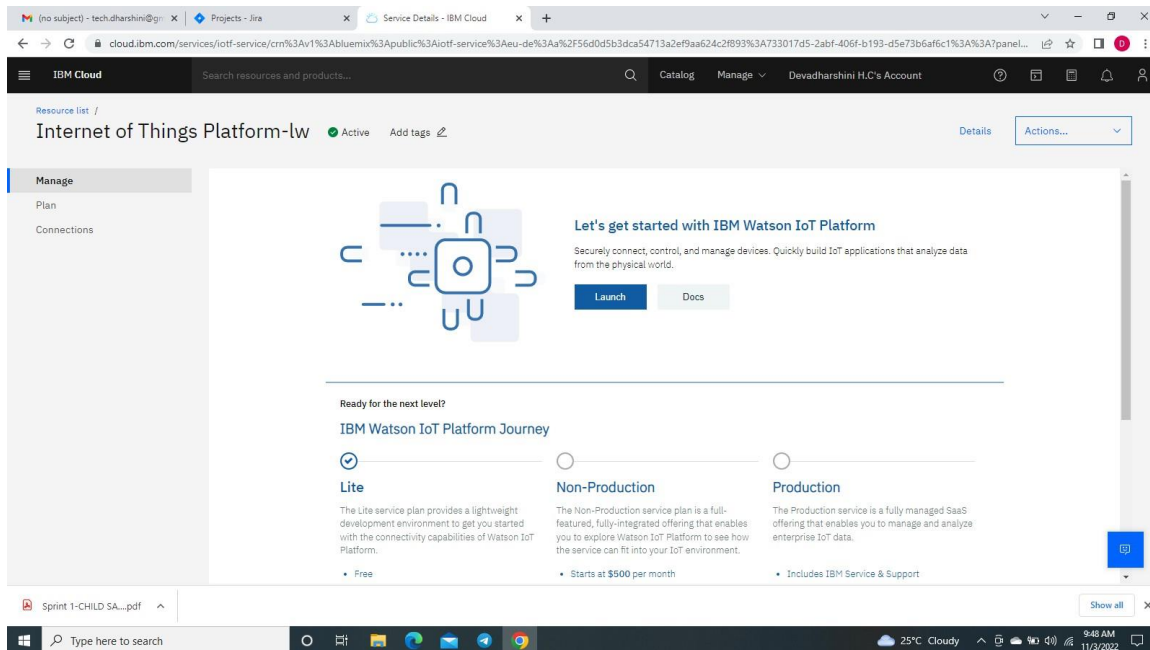 (no subject) - tech.dharshini@gm
Projects - Jira
Service Details - IBM Cloud
cloud.ibm.com/services/iotf-service/crn%3Av1%3Abluemix%3Apublic%3Aiotf-service%3Aeu-de%3Aa%2F56d0d5b3dca54713a2ef9aa624c2f893%3A733017d5-2abf-406f-b193-d5e73b6af6c1%3A%3A?panel...
D
IBM Cloud
Search resources and products...
Catalog
Manage
Devadharshini H.C's Account
Resource list /
Internet of Things Platform-lw
Active
Add tags
Details
Actions...
Manage
Plan
Connections
Let's get started with IBM Watson IoT Platform
Securely connect, control, and manage devices. Quickly build IoT applications that analyze data
from the physical world.
Launch
Docs
Ready for the next level?
IBM Watson IoT Platform Journey
Lite
The Lite service plan provides a lightweight
development environment to get you started
with the connectivity capabilities of Watson IoT
Platform.
• Free
Non-Production
The Non-Production service plan is a full-
featured, fully-integrated offering that enables
you to explore Watson IoT Platform to see how
the service can fit into your IoT environment.
• Starts at $500 per month
Production
The Production service is a fully managed SaaS
offering that enables you to manage and analyze
enterprise IoT data.
• Includes IBM Service & Support
Sprint 1-CHILD SA....pdf
Show all
Type here to search
25°C Cloudy
9:48 AM
11/3/2022